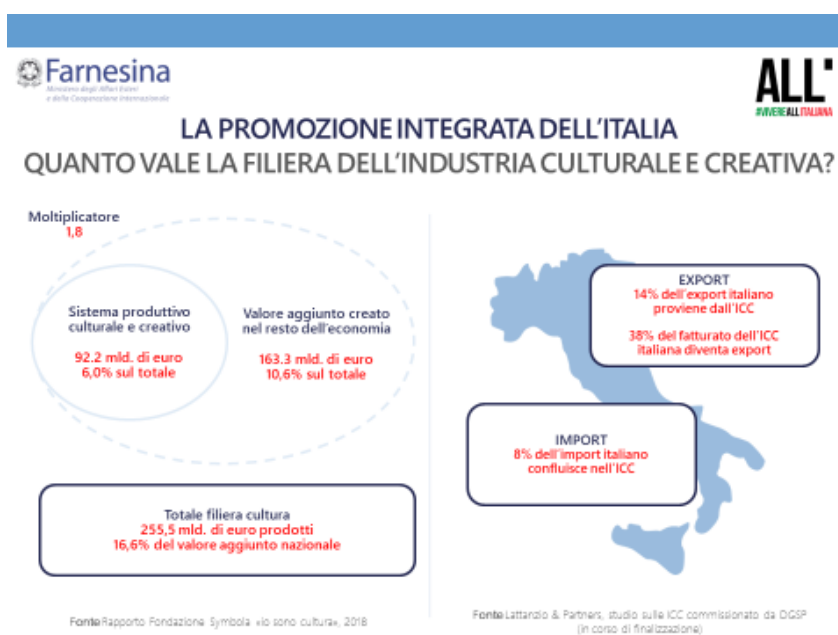 Farnesina
Ministero degli Affari Esteri
e della Cooperazione Internazionale
ALL'
#VIVEREALLITALIANA
LA PROMOZIONE INTEGRATA DELL'ITALIA
QUANTO VALE LA FILIERA DELL'INDUSTRIA CULTURALE E CREATIVA?
Moltiplicatore
1,8
Sistema produttivo
culturale e creativo
92.2 mld. di euro
6,0% sul totale
Valore aggiunto creato
nel resto dell'economia
163.3 mld. di euro
10,6% sul totale
Totale filiera cultura
255,5 mld. di euro prodotti
16,6% del valore aggiunto nazionale
Fonte Rapporto Fondazione Symbola «io sono cultura», 2018
EXPORT
14% dell'export italiano
proviene dall'ICC
38% del fatturato dell'ICC
italiana diventa export
IMPORT
8% dell'import italiano
confluisce nell'ICC
Fonte Lattanzio & Partners, studio sulle ICC commissionato da DGSP
(in corso di finalizzazione)